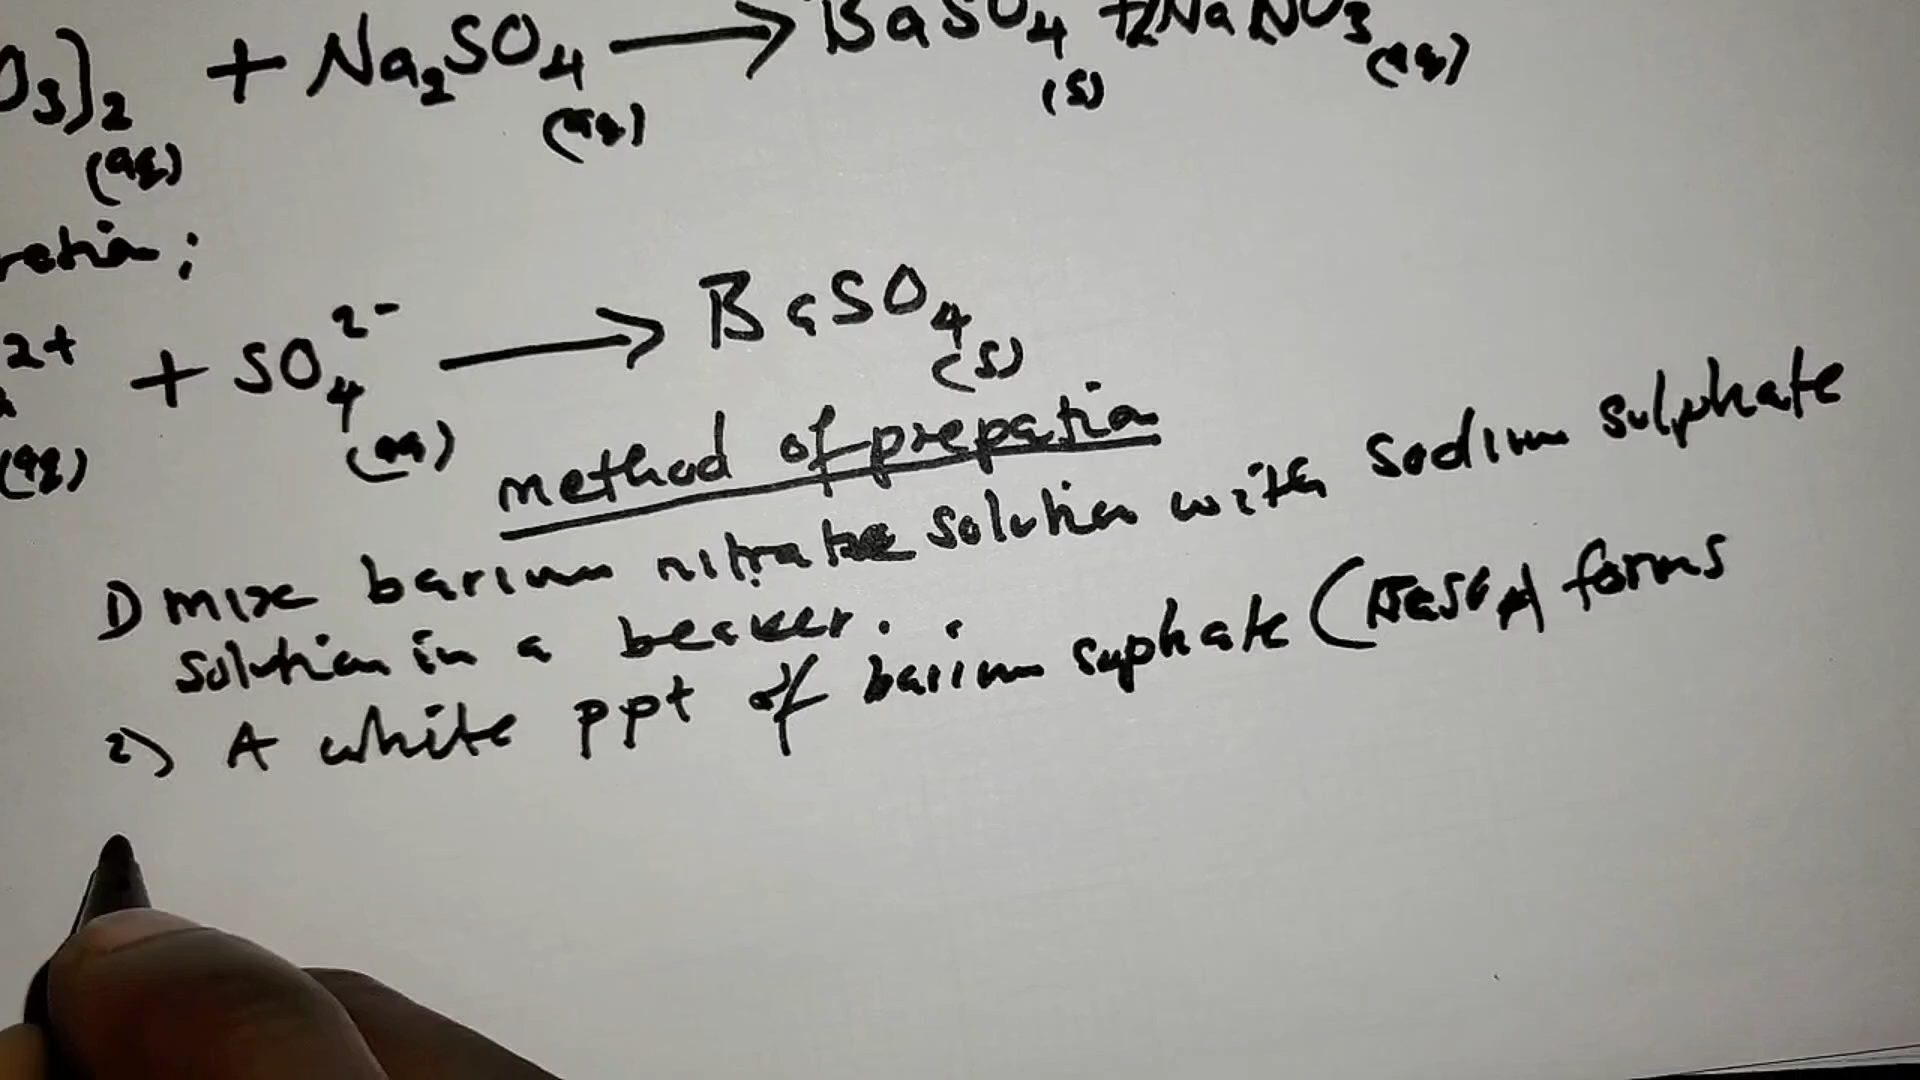 O3)2 (aq) + Na2SO4 (aq) → BaSO4 (s) + 2NaNO3 (aq)
2+ (aq) + SO4 2- (aq) → BaSO4 (s)
method of prepation
1) mix barium nitrate solution with sodium sulphate
solution in a beaker.
2) A white ppt of barium suphate (BaSO4) forms